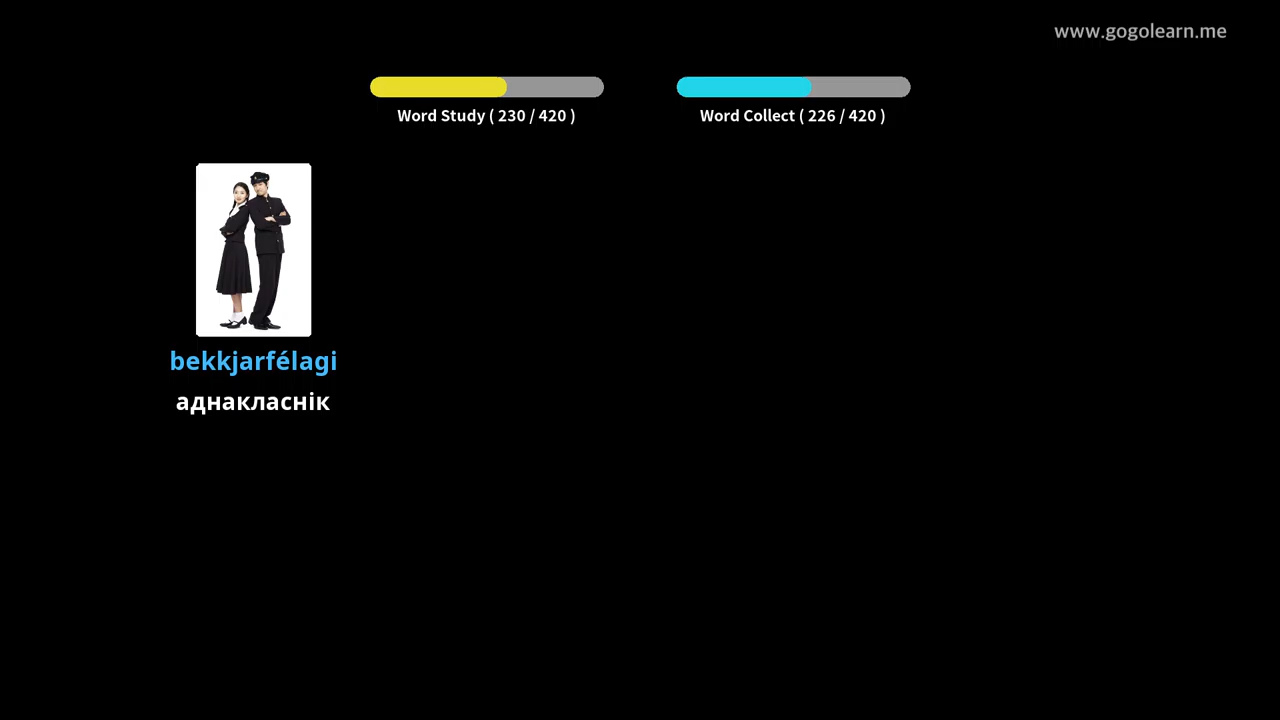 www.gogolearn.me
Word Study ( 230 / 420 )
Word Collect ( 226 / 420 )
bekkjarfélagi
аднакласнік